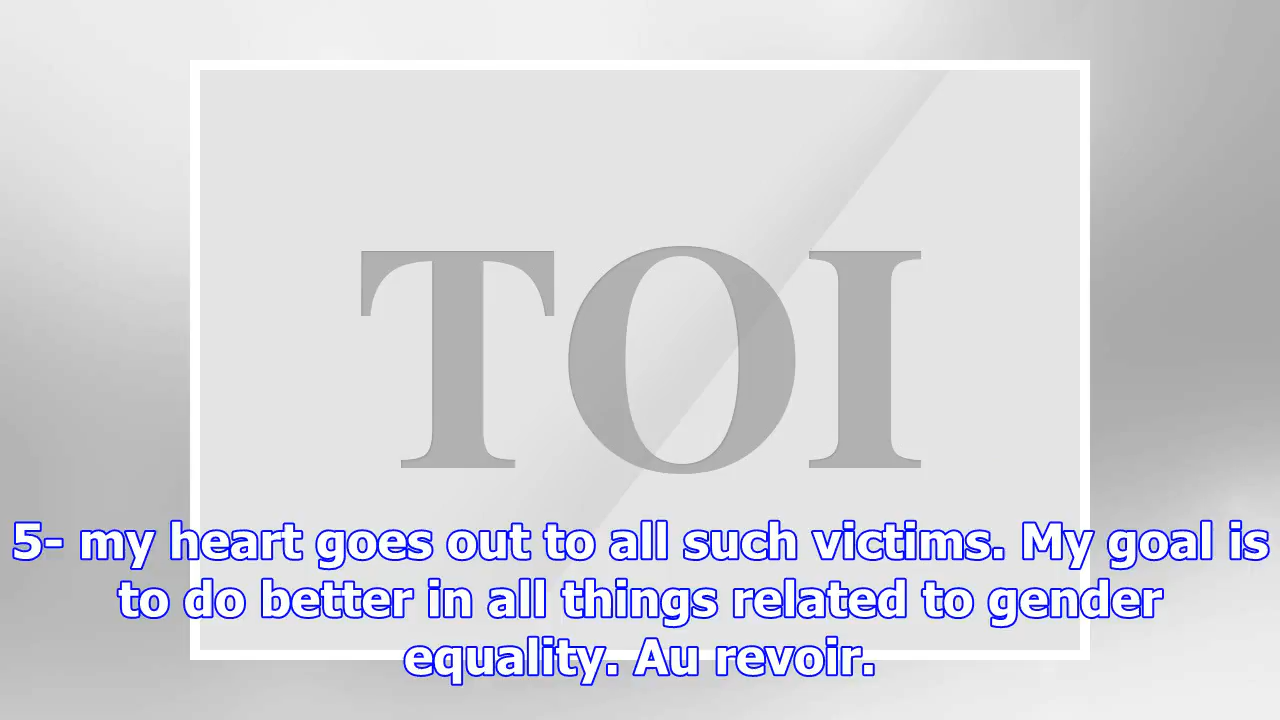 TOI
5- my heart goes out to all such victims. My goal is
to do better in all things related to gender
equality. Au revoir.